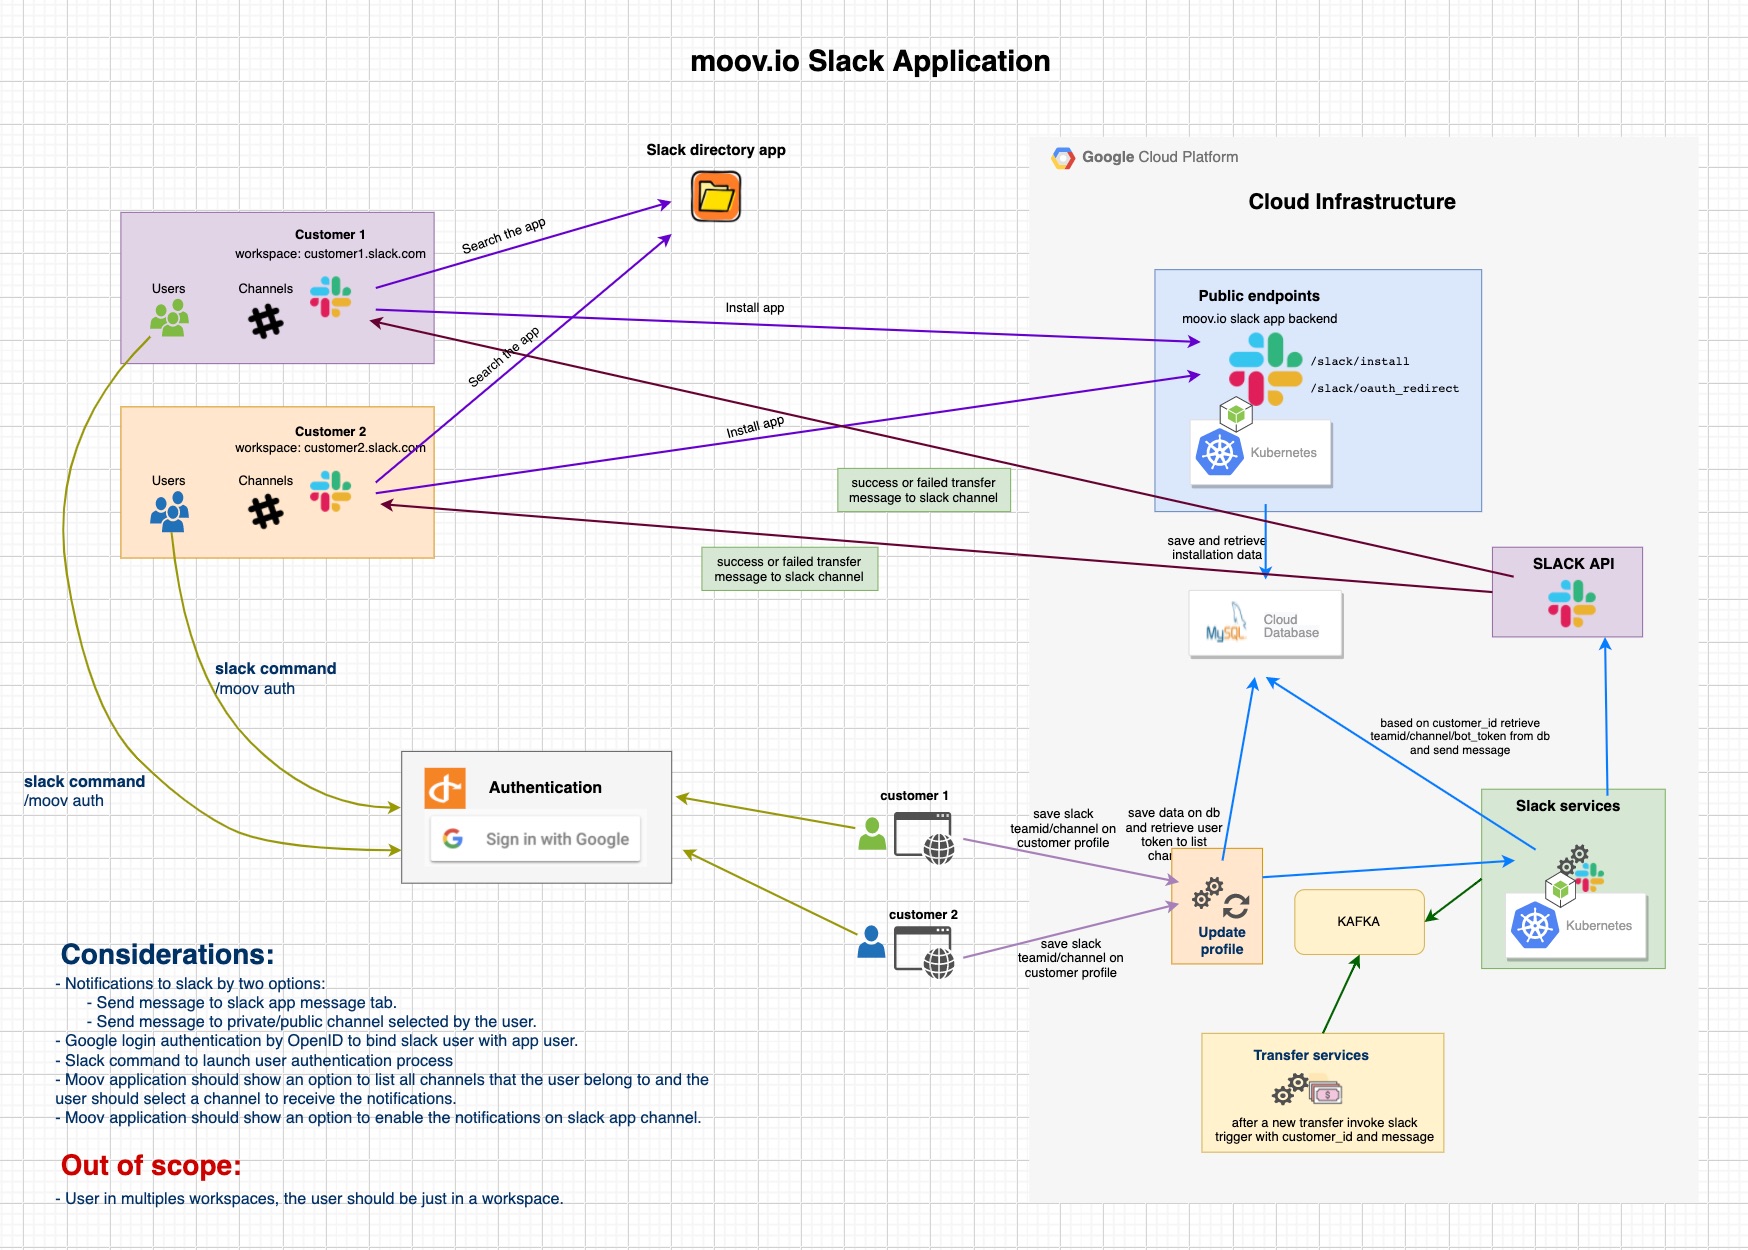 moov.io Slack Application
Slack directory app
Google Cloud Platform
Cloud Infrastructure
Customer 1
workspace: customer1.slack.com
Users
Channels
Search the app
Install app
Public endpoints
moov.io slack app backend
/slack/install
/slack/oauth_redirect
Kubernetes
Customer 2
workspace: customer2.slack.com
Users
Channels
Search the app
Install app
success or failed transfer
message to slack channel
success or failed transfer
message to slack channel
save and retrieve
installation data
SLACK API
MySQL
Cloud
Database
slack command
/moov auth
slack command
/moov auth
Authentication
Sign in with Google
customer 1
customer 2
save slack
teamid/channel on
customer profile
save data on db
and retrieve user
token to list
save slack
teamid/channel on
customer profile
Update
profile
based on customer_id retrieve
teamid/channel/bot_token from db
and send message
Slack services
Kubernetes
KAFKA
Transfer services
after a new transfer invoke slack
trigger with customer_id and message
Considerations:
- Notifications to slack by two options:
- Send message to slack app message tab.
- Send message to private/public channel selected by the user.
- Google login authentication by OpenID to bind slack user with app user.
- Slack command to launch user authentication process
- Moov application should show an option to list all channels that the user belong to and the
user should select a channel to receive the notifications.
- Moov application should show an option to enable the notifications on slack app channel.
Out of scope:
- User in multiples workspaces, the user should be just in a workspace.